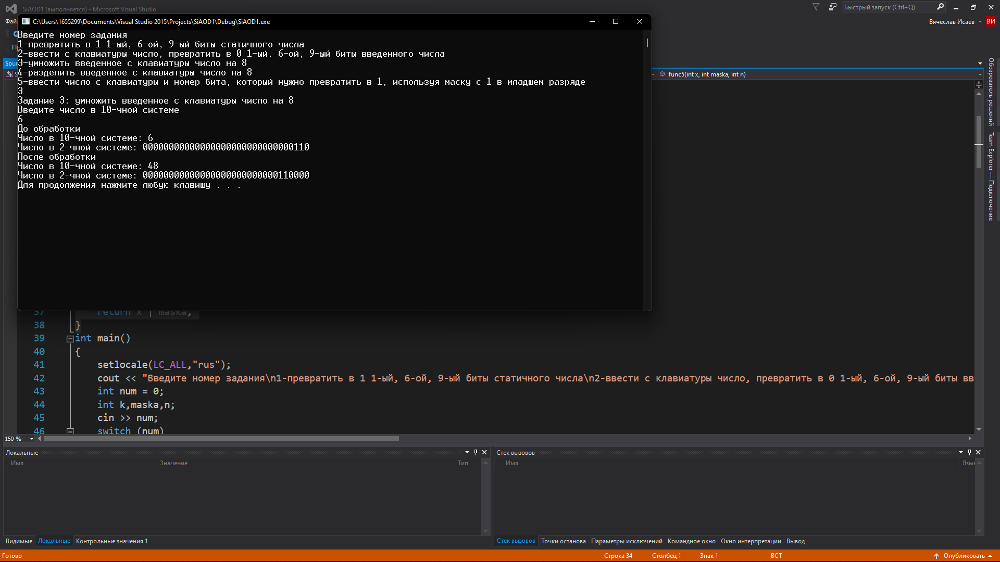 SiAOD1 (выполняется) - Microsoft Visual Studio
Быстрый запуск (Ctrl+Q)
Вячеслав Исаев
ВИ
C:\Users\1655299\Documents\Visual Studio 2015\Projects\SiAOD1\Debug\SiAOD1.exe
Введите номер задания
1-превратить в 1 1-ый, 6-ой, 9-ый биты статичного числа
2-ввести с клавиатуры число, превратить в 0 1-ый, 6-ой, 9-ый биты введенного числа
3-умножить введенное с клавиатуры число на 8
4-разделить введенное с клавиатуры число на 8
5-ввести число с клавиатуры и номер бита, который нужно превратить в 1, используя маску с 1 в младшем разряде
3
Задание 3: умножить введенное с клавиатуры число на 8
Введите число в 10-чной системе
6
До обработки
Число в 10-чной системе: 6
Число в 2-чной системе: 00000000000000000000000000000110
После обработки
Число в 10-чной системе: 48
Число в 2-чной системе: 00000000000000000000000000110000
Для продолжения нажмите любую клавишу . . .
func5(int x, int maska, int n)
Обозреватель решений
Team Explorer — Подключение
37 return x | maska;
38 }
39 int main()
40 {
41 setlocale(LC_ALL,"rus");
42 cout << "Введите номер задания\n1-превратить в 1 1-ый, 6-ой, 9-ый биты статичного числа\n2-ввести с клавиатуры число, превратить в 0 1-ый, 6-ой, 9-ый биты вв
43 int num = 0;
44 int k,maska,n;
45 cin >> num;
46 switch (num)
150 %
Локальные
Имя Значение Тип
Стек вызовов
Имя Язык
Видимые Локальные Контрольные значения 1
Стек вызовов Точки останова Параметры исключений Командное окно Окно интерпретации Вывод
Готово Строка 34 Столбец 1 Знак 1 ВСТ Опубликовать